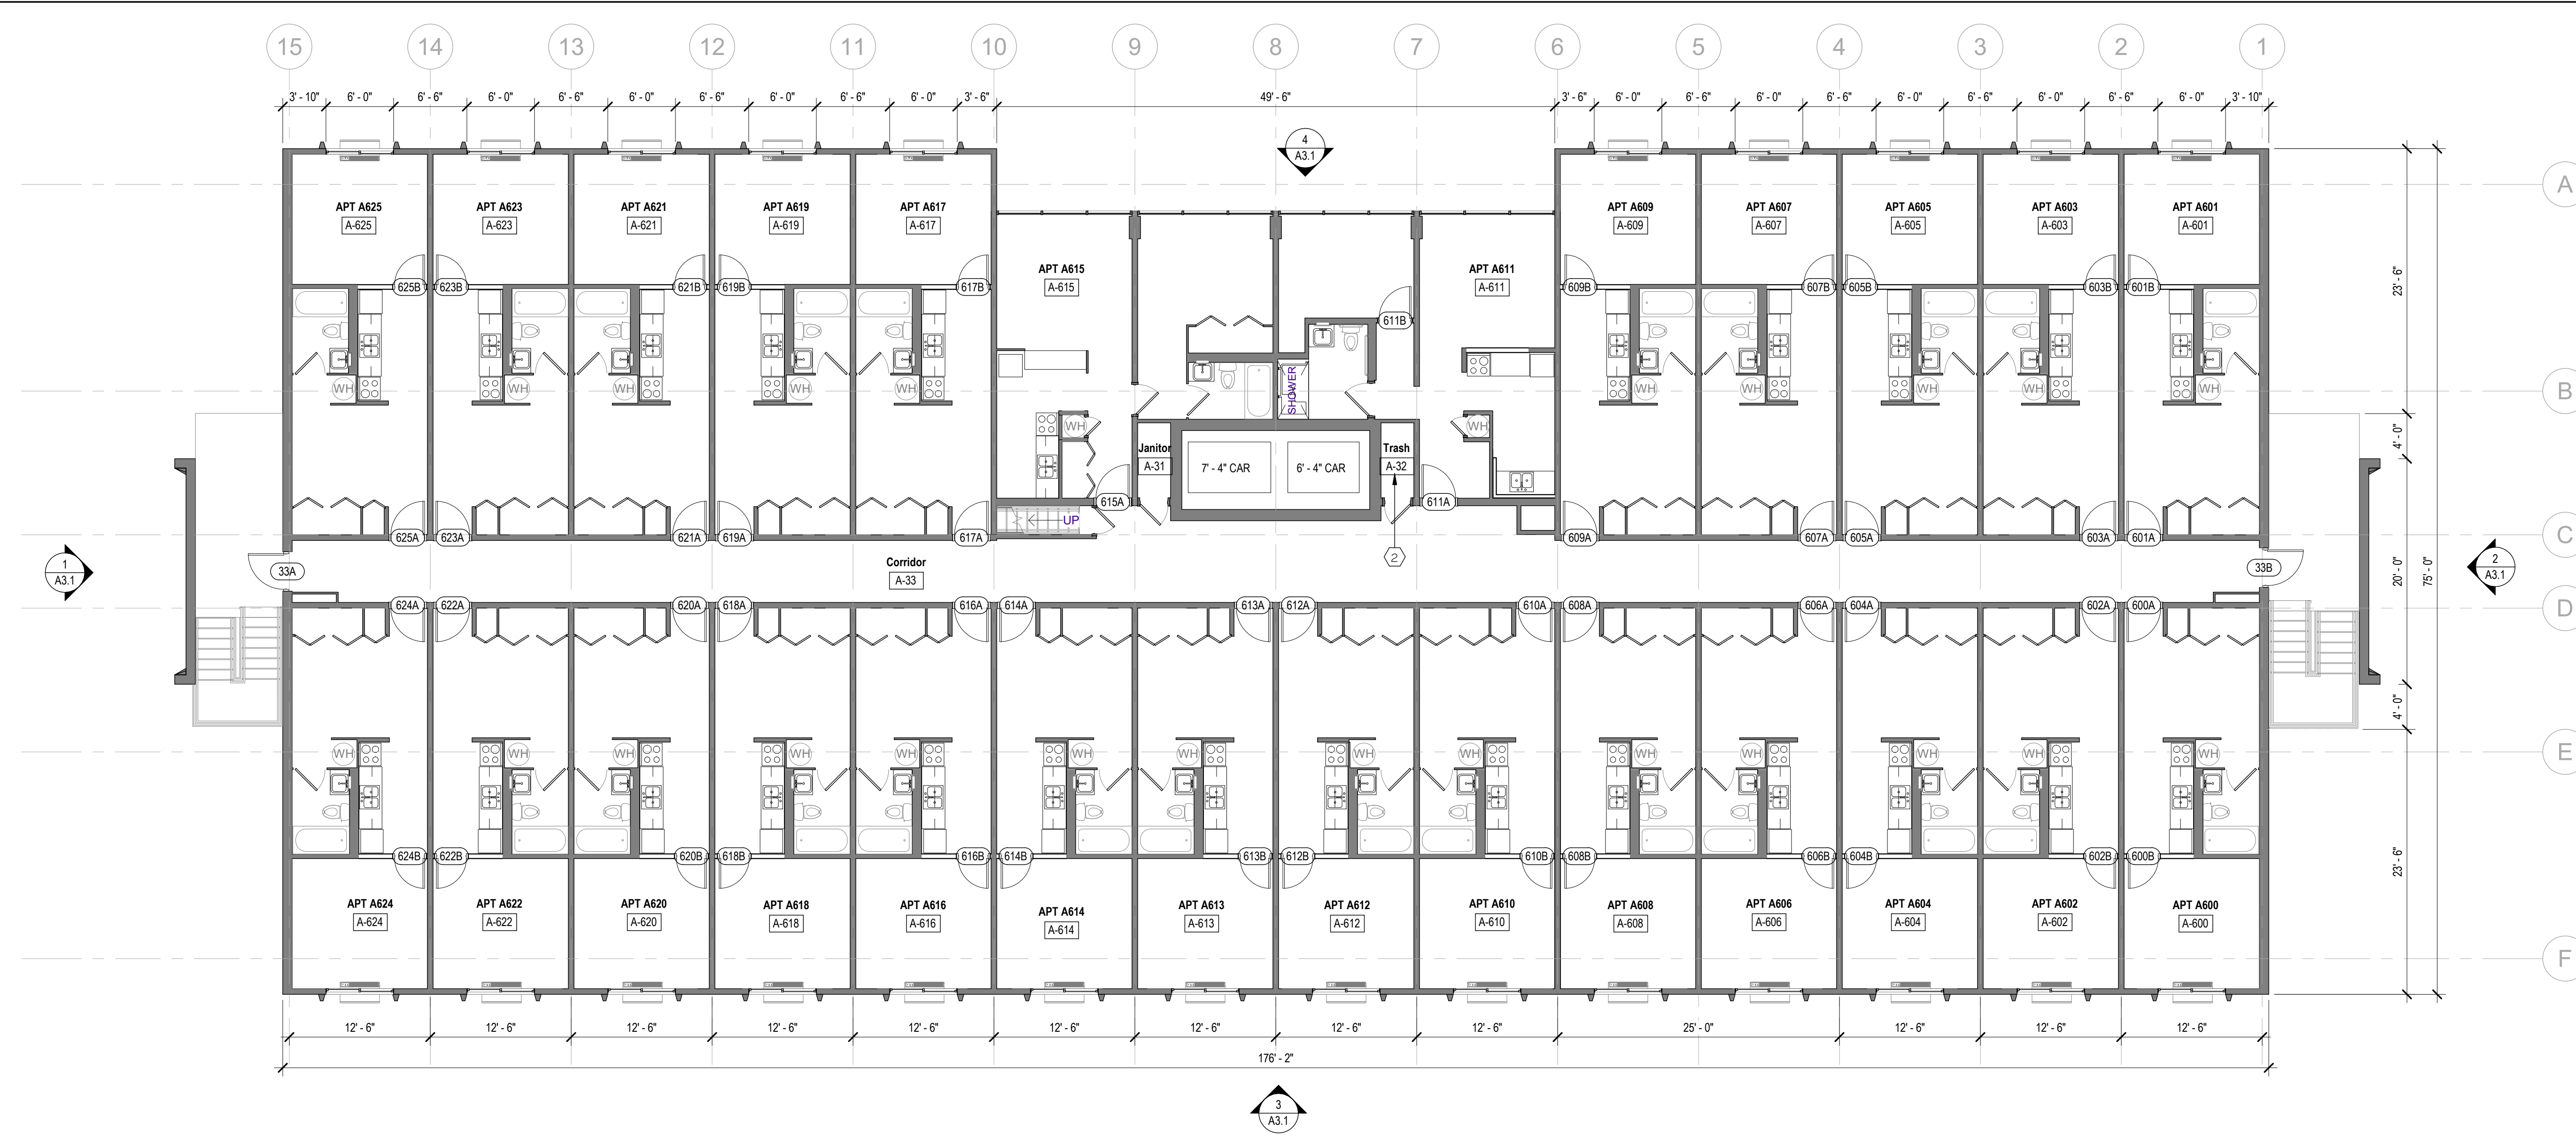 15 14 13 12 11 10 9 8 7 6 5 4 3 2 1
3' - 10" 6' - 0" 6' - 6" 6' - 0" 6' - 6" 6' - 0" 6' - 6" 6' - 0" 6' - 6" 6' - 0" 3' - 6" 49' - 6" 3' - 6" 6' - 0" 6' - 6" 6' - 0" 6' - 6" 6' - 0" 6' - 6" 6' - 0" 6' - 6" 6' - 0" 3' - 10"
4
A3.1
A
APT A625 APT A623 APT A621 APT A619 APT A617 APT A609 APT A607 APT A605 APT A603 APT A601
A-625 A-623 A-621 A-619 A-617 A-609 A-607 A-605 A-603 A-601
APT A615 APT A611
A-615 A-611
625B 623B 621B 619B 617B 609B 607B 605B 603B 601B
23' - 6"
611B
WH WH WH WH WH SHOWER WH WH WH WH WH
B
WH WH
4' - 0"
Janitor Trash
A-31 7' - 4" CAR 6' - 4" CAR A-32
615A 611A
UP
625A 623A 621A 619A 617A 609A 607A 605A 603A 601A
C
2
Corridor
A-33
33A 33B
1
A3.1
2
A3.1
20' - 0" 75' - 0"
624A 622A 620A 618A 616A 614A 613A 612A 610A 608A 606A 604A 602A 600A
D
4' - 0"
WH WH WH WH WH WH WH WH WH WH WH WH WH WH
E
624B 622B 620B 618B 616B 614B 613B 612B 610B 608B 606B 604B 602B 600B
23' - 6"
APT A624 APT A622 APT A620 APT A618 APT A616 APT A614 APT A613 APT A612 APT A610 APT A608 APT A606 APT A604 APT A602 APT A600
A-624 A-622 A-620 A-618 A-616 A-614 A-613 A-612 A-610 A-608 A-606 A-604 A-602 A-600
F
12' - 6" 12' - 6" 12' - 6" 12' - 6" 12' - 6" 12' - 6" 12' - 6" 12' - 6" 12' - 6" 25' - 0" 12' - 6" 12' - 6" 12' - 6"
176' - 2"
3
A3.1